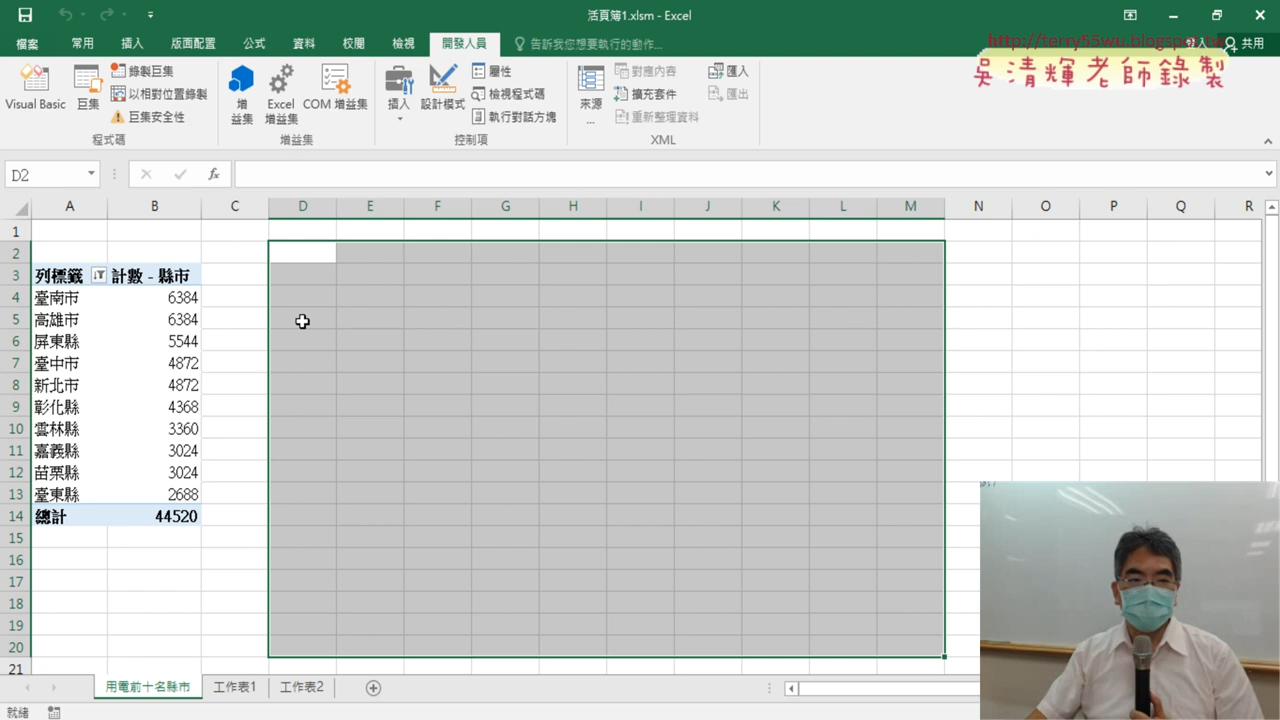 活頁簿1.xlsm - Excel
檔案 常用 插入 版面配置 公式 資料 校閱 檢視 開發人員 告訴我您想要執行的動作... 登入 共用
http://terry55wu.blogspot.tw
吳清輝老師錄製
Visual Basic 巨集 錄製巨集 以相對位置錄製 巨集安全性
程式碼
增益集 Excel 增益集 COM 增益集
增益集
插入 設計模式 屬性 檢視程式碼 執行對話方塊
控制項
來源... 對應內容 擴充套件 重新整理資料 匯入 匯出
XML
D2 fx
A B C D E F G H I J K L M N O P Q R
1
2
3 列標籤 計數 - 縣市
4 臺南市 6384
5 高雄市 6384
6 屏東縣 5544
7 臺中市 4872
8 新北市 4872
9 彰化縣 4368
10 雲林縣 3360
11 嘉義縣 3024
12 苗栗縣 3024
13 臺東縣 2688
14 總計 44520
15
16
17
18
19
20
21
用電前十名縣市 工作表1 工作表2
就緒